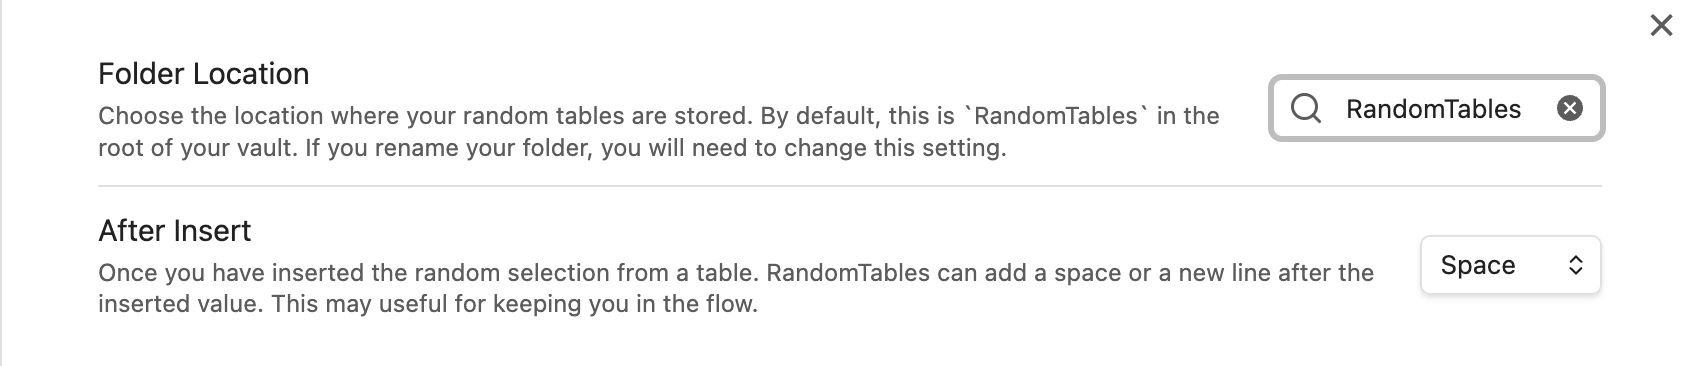 Folder Location
Choose the location where your random tables are stored. By default, this is `RandomTables` in the
root of your vault. If you rename your folder, you will need to change this setting.
RandomTables
After Insert
Once you have inserted the random selection from a table. RandomTables can add a space or a new line after the
inserted value. This may useful for keeping you in the flow.
Space